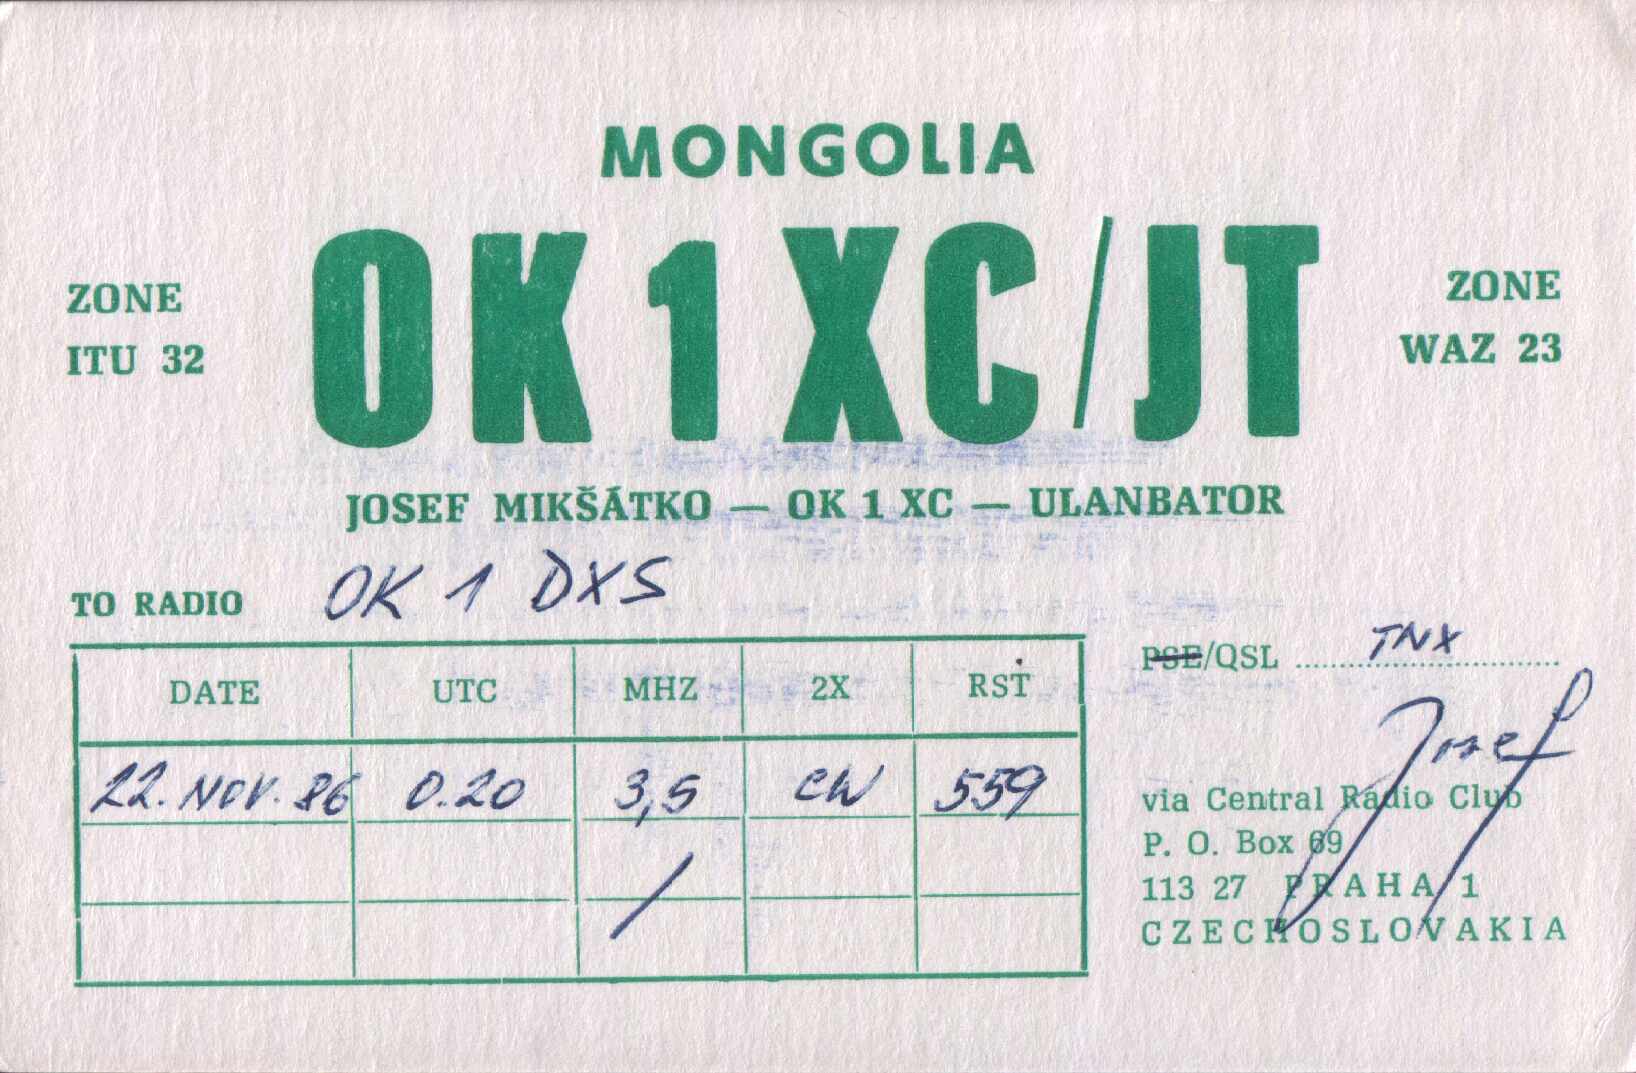 MONGOLIA
OK1XC/JT
ZONE
ITU 32
ZONE
WAZ 23
JOSEF MIKŠÁTKO — OK 1 XC — ULANBATOR
TO RADIO OK 1 DXS
PSE/QSL TNX
DATE UTC MHZ 2X RST
22. NOV. 86 0.20 3,5 CW 559
Josef
via Central Radio Club
P. O. Box 69
113 27 PRAHA 1
CZECHOSLOVAKIA